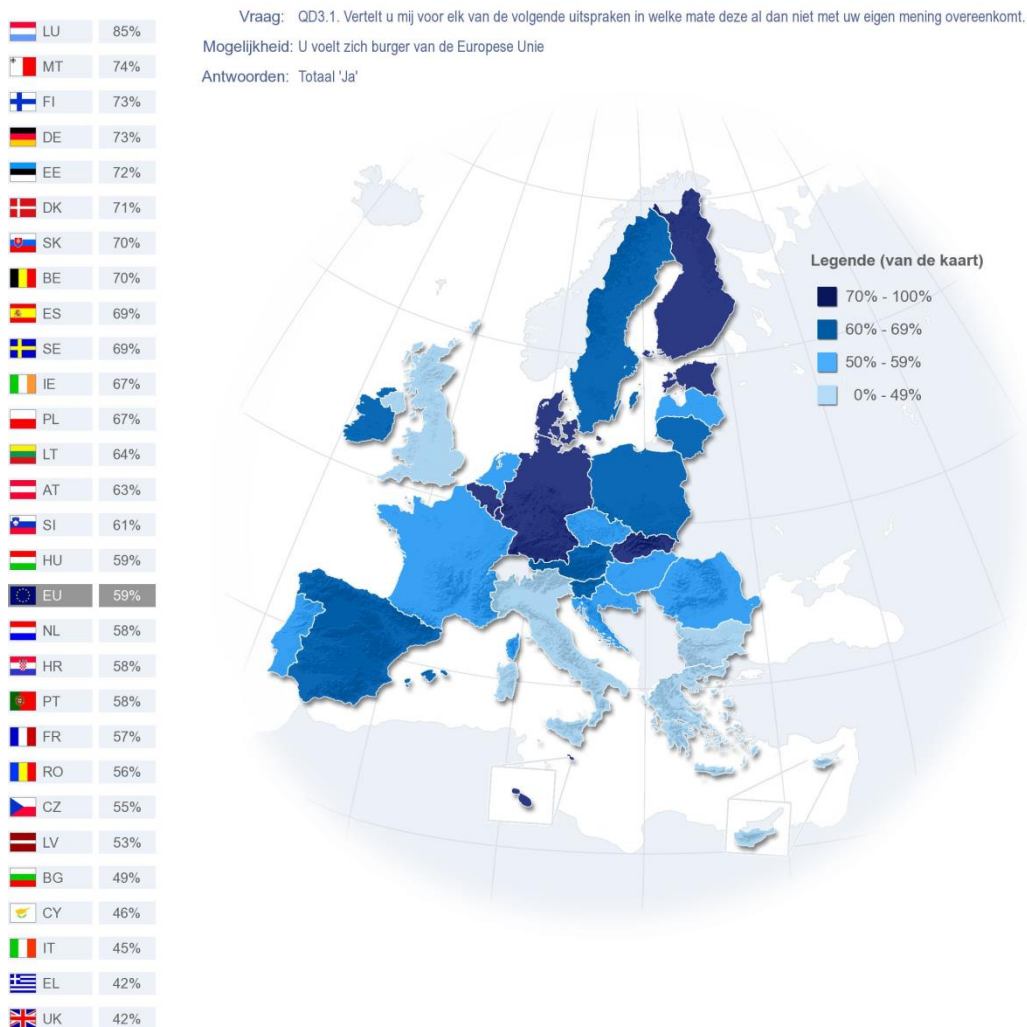 Vraag: QD3.1. Vertelt u mij voor elk van de volgende uitspraken in welke mate deze al dan niet met uw eigen mening overeenkomt.
Mogelijkheid: U voelt zich burger van de Europese Unie
Antwoorden: Totaal 'Ja'
LU 85%
MT 74%
FI 73%
DE 73%
EE 72%
DK 71%
SK 70%
BE 70%
ES 69%
SE 69%
IE 67%
PL 67%
LT 64%
AT 63%
SI 61%
HU 59%
EU 59%
NL 58%
HR 58%
PT 58%
FR 57%
RO 56%
CZ 55%
LV 53%
BG 49%
CY 46%
IT 45%
EL 42%
UK 42%
Legende (van de kaart)
70% - 100%
60% - 69%
50% - 59%
0% - 49%